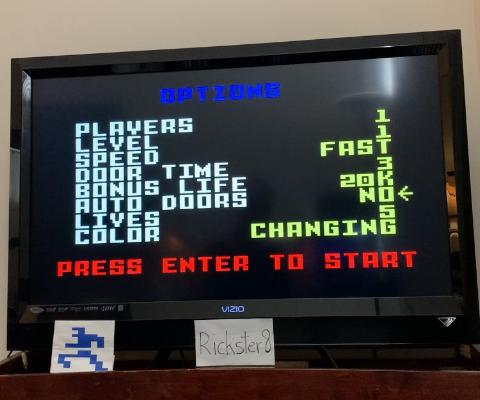 OPTIONS
PLAYERS 1
LEVEL 1
SPEED FAST
DOOR TIME 3
BONUS LIFE 20K
AUTO DOORS NO←
LIVES 5
COLOR CHANGING
PRESS ENTER TO START
VIZIO
Rickster8